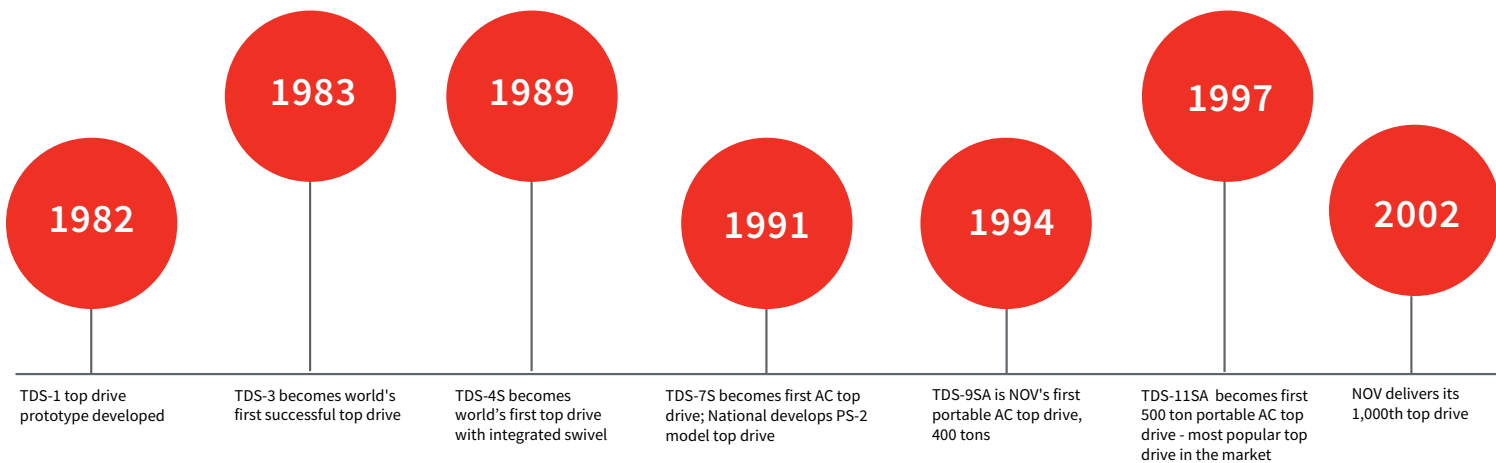 1982
1983
1989
1991
1994
1997
2002
TDS-1 top drive
prototype developed
TDS-3 becomes world's
first successful top drive
TDS-4S becomes
world’s first top drive
with integrated swivel
TDS-7S becomes first AC top
drive; National develops PS-2
model top drive
TDS-9SA is NOV's first
portable AC top drive,
400 tons
TDS-11SA  becomes first
500 ton portable AC top
drive - most popular top
drive in the market
NOV delivers its
1,000th top drive